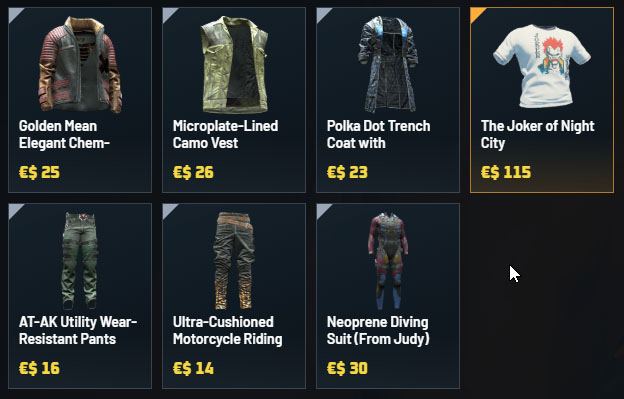 Golden Mean
Elegant Chem-
€$ 25
Microplate-Lined
Camo Vest
€$ 26
Polka Dot Trench
Coat with
€$ 23
The Joker of Night
City
€$ 115
AT-AK Utility Wear-
Resistant Pants
€$ 16
Ultra-Cushioned
Motorcycle Riding
€$ 14
Neoprene Diving
Suit (From Judy)
€$ 30